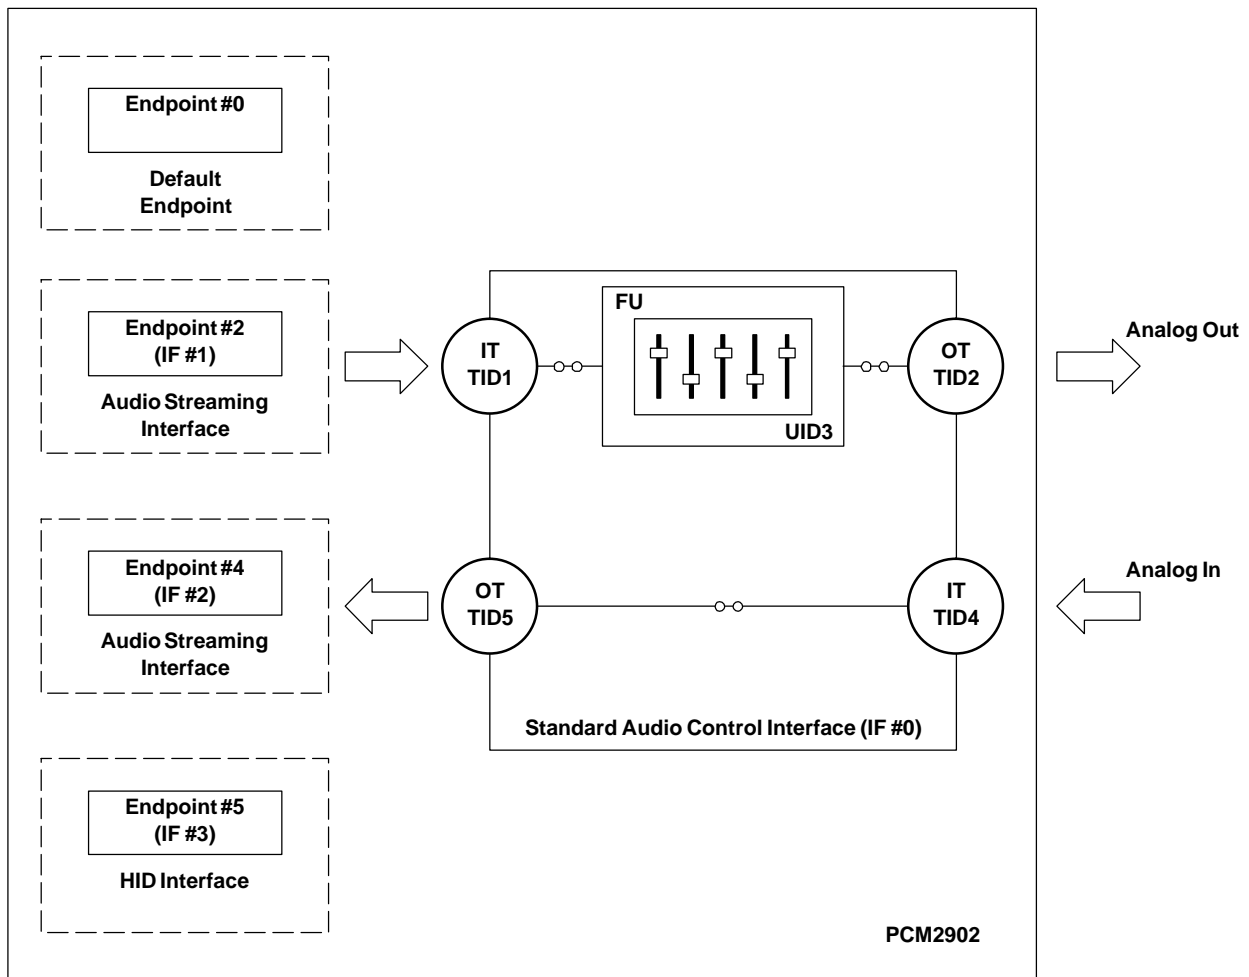 Endpoint #0
Default
Endpoint
Endpoint #2
(IF #1)
Audio Streaming
Interface
IT
TID1
FU
UID3
OT
TID2
Analog Out
Endpoint #4
(IF #2)
Audio Streaming
Interface
OT
TID5
IT
TID4
Analog In
Standard Audio Control Interface (IF #0)
Endpoint #5
(IF #3)
HID Interface
PCM2902